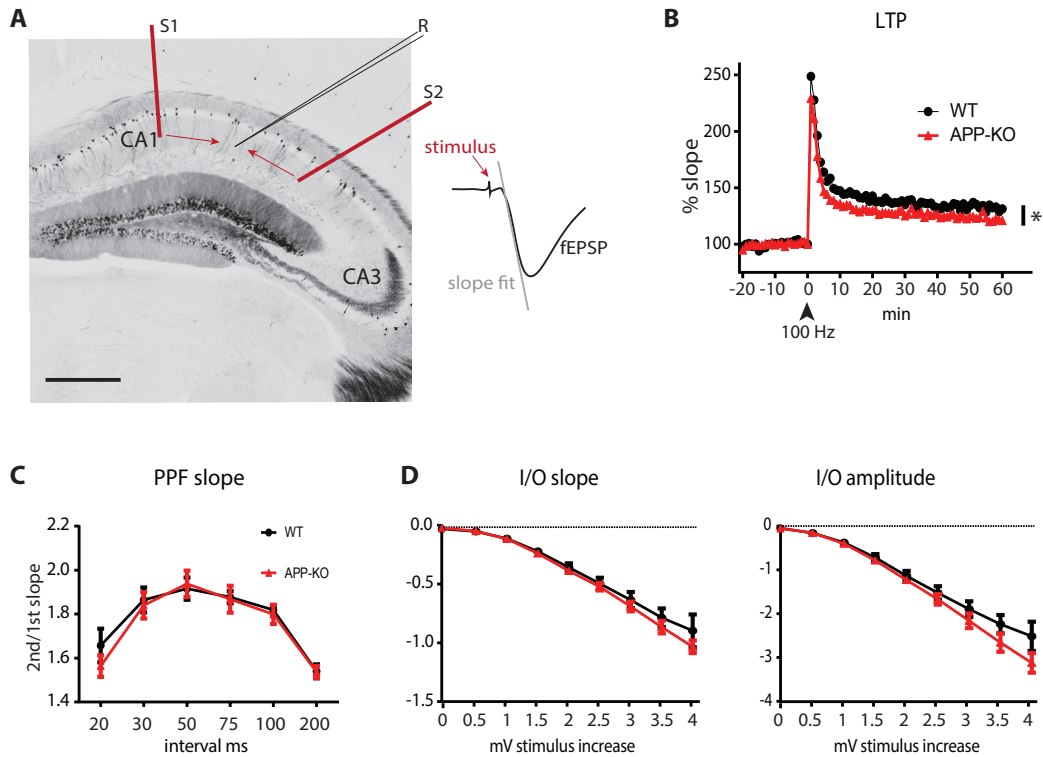 A
S1
R
S2
CA1
CA3
stimulus
fEPSP
slope fit
B
LTP
% slope
250
200
150
100
WT
APP-KO
*
-20 -10 0 10 20 30 40 50 60
min
100 Hz
C
PPF slope
2nd/1st slope
2.2
2.0
1.8
1.6
1.4
WT
APP-KO
20 30 50 75 100 200
interval ms
D
I/O slope
0.0
-0.5
-1.0
-1.5
0 0.5 1 1.5 2 2.5 3 3.5 4
mV stimulus increase
I/O amplitude
0
-1
-2
-3
-4
0 0.5 1 1.5 2 2.5 3 3.5 4
mV stimulus increase